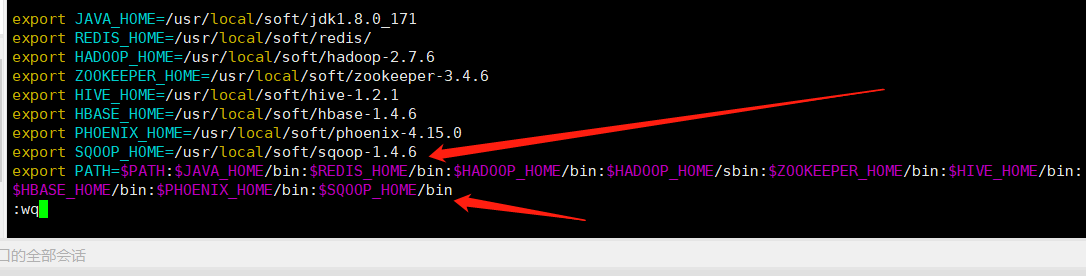 export JAVA_HOME=/usr/local/soft/jdk1.8.0_171
export REDIS_HOME=/usr/local/soft/redis/
export HADOOP_HOME=/usr/local/soft/hadoop-2.7.6
export ZOOKEEPER_HOME=/usr/local/soft/zookeeper-3.4.6
export HIVE_HOME=/usr/local/soft/hive-1.2.1
export HBASE_HOME=/usr/local/soft/hbase-1.4.6
export PHOENIX_HOME=/usr/local/soft/phoenix-4.15.0
export SQOOP_HOME=/usr/local/soft/sqoop-1.4.6
export PATH=$PATH:$JAVA_HOME/bin:$REDIS_HOME/bin:$HADOOP_HOME/bin:$HADOOP_HOME/sbin:$ZOOKEEPER_HOME/bin:$HIVE_HOME/bin:
$HBASE_HOME/bin:$PHOENIX_HOME/bin:$SQOOP_HOME/bin
:wq
口的全部会话